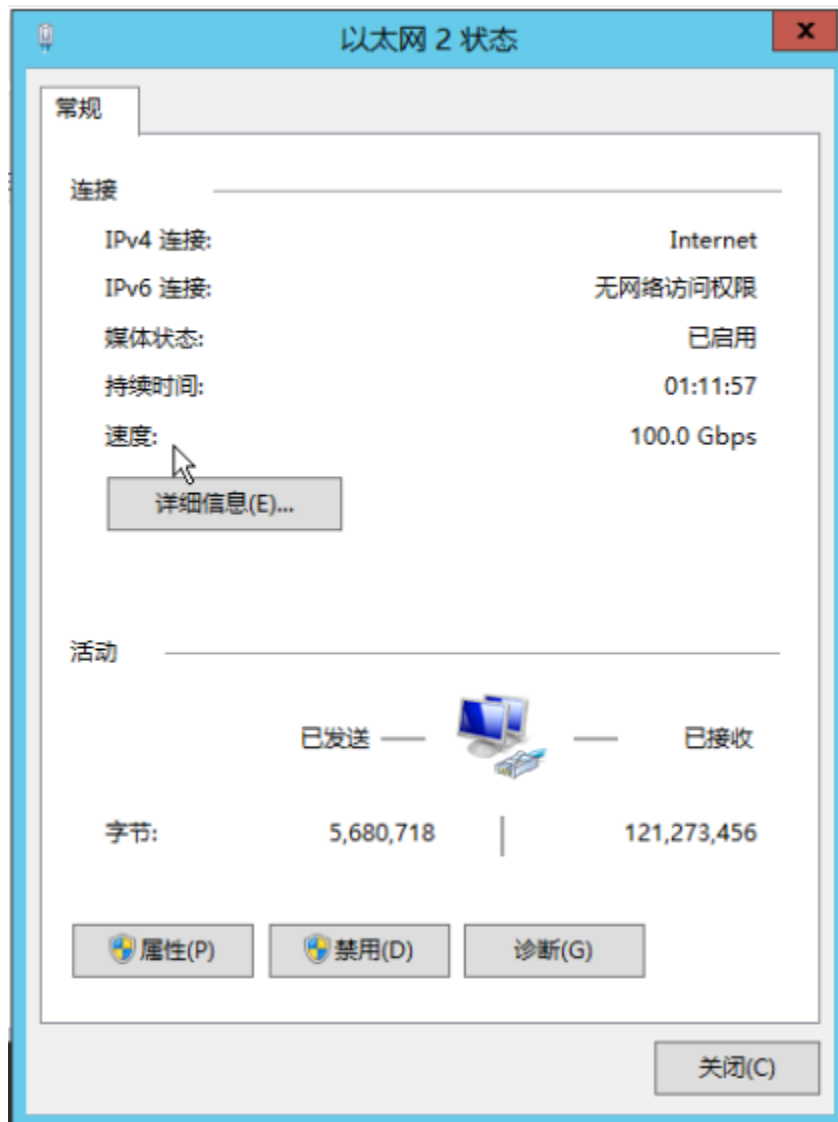 以太网 2 状态
常规
连接
IPv4 连接: Internet
IPv6 连接: 无网络访问权限
媒体状态: 已启用
持续时间: 01:11:57
速度: 100.0 Gbps
详细信息(E)...
活动
已发送 已接收
字节: 5,680,718 121,273,456
属性(P) 禁用(D) 诊断(G)
关闭(C)